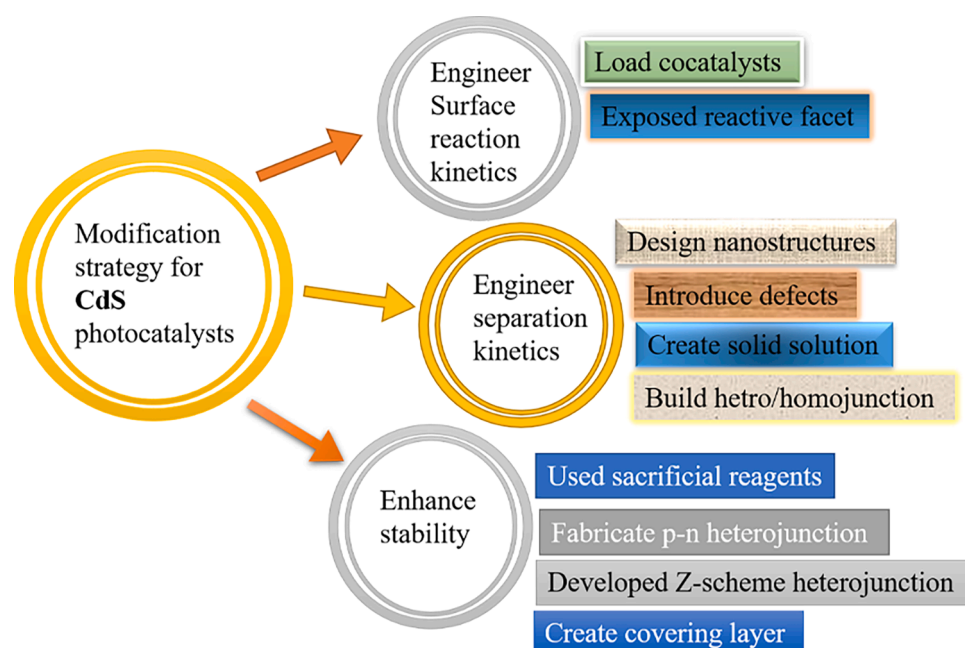 Modification
strategy for
CdS
photocatalysts
Engineer
Surface
reaction
kinetics
Load cocatalysts
Exposed reactive facet
Engineer
separation
kinetics
Design nanostructures
Introduce defects
Create solid solution
Build hetro/homojunction
Enhance
stability
Used sacrificial reagents
Fabricate p-n heterojunction
Developed Z-scheme heterojunction
Create covering layer